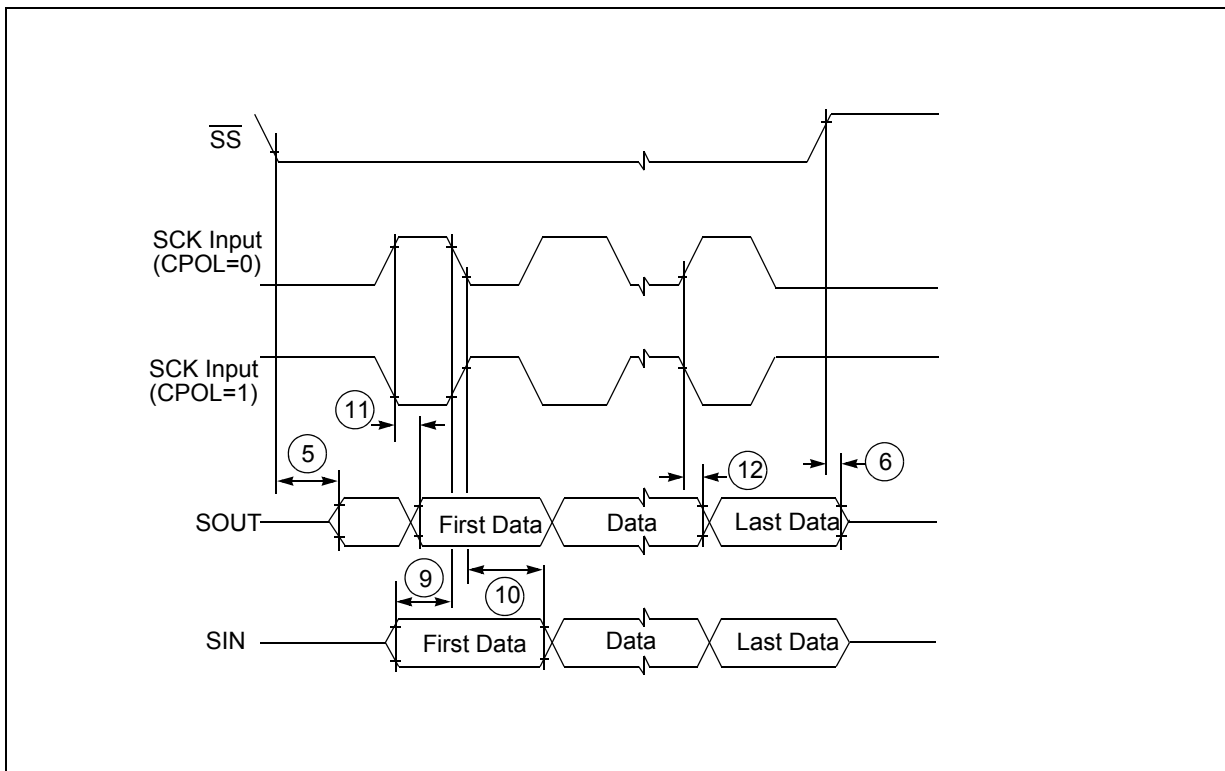 SS
SCK Input
(CPOL=0)
SCK Input
(CPOL=1)
11
5
12
6
SOUT
First Data
Data
Last Data
9
10
SIN
First Data
Data
Last Data